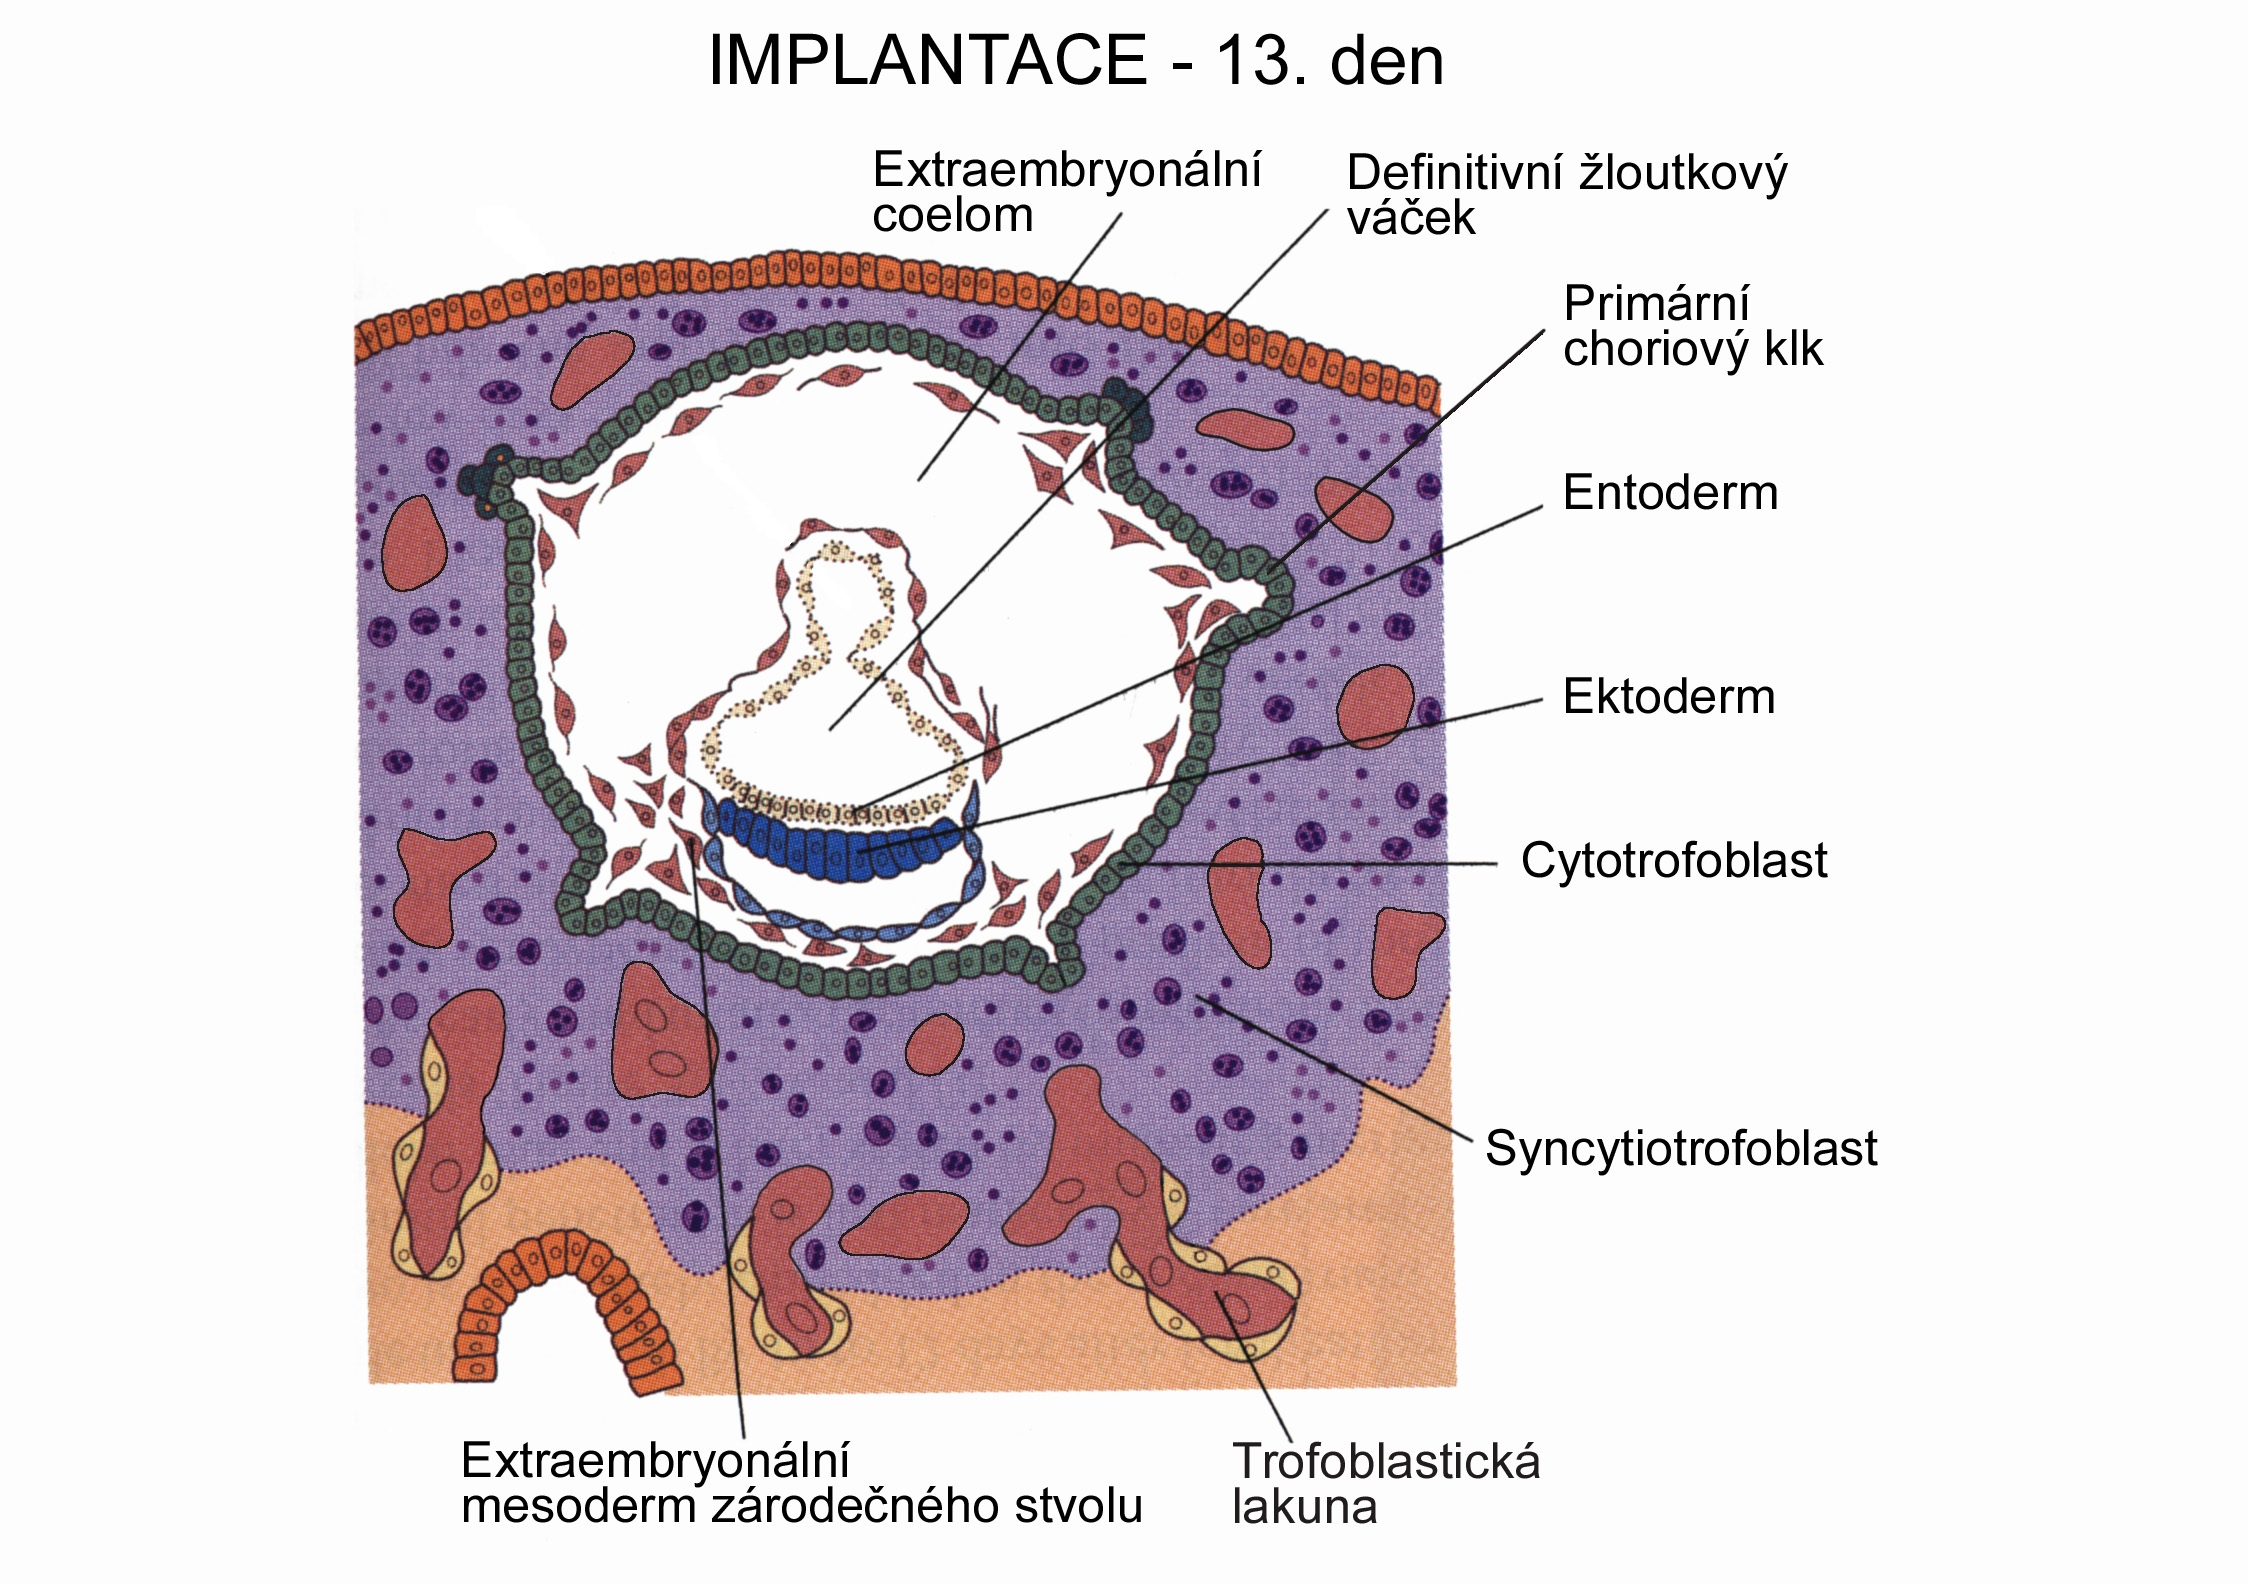 IMPLANTACE - 13. den
Extraembryonální
coelom
Definitivní žloutkový
váček
Primární
choriový klk
Entoderm
Ektoderm
Cytotrofoblast
Syncytiotrofoblast
Extraembryonální
mesoderm zárodečného stvolu
Trofoblastická
lakuna